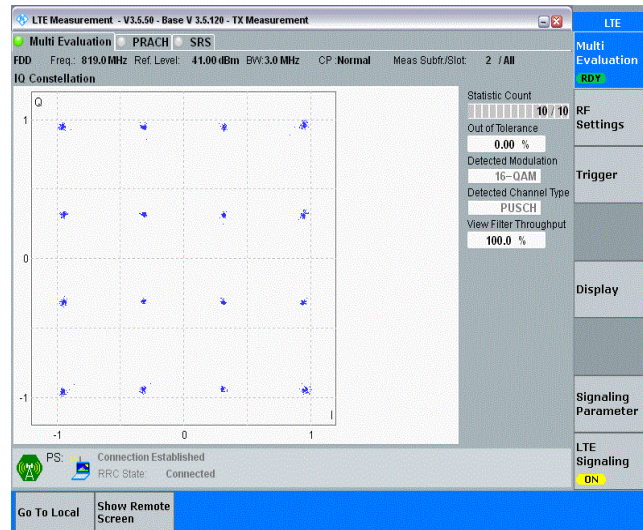 LTE Measurement - V3.5.50 - Base V 3.5.120 - TX Measurement
LTE
Multi Evaluation PRACH SRS
FDD Freq.: 819.0 MHz Ref. Level: 41.00 dBm BW: 3.0 MHz CP :Normal Meas Subfr./Slot: 2 / All
IQ Constellation
Q
1
0
-1
-1 0 1
I
Statistic Count
10 / 10
Out of Tolerance
0.00 %
Detected Modulation
16-QAM
Detected Channel Type
PUSCH
View Filter Throughput
100.0 %
PS: Connection Established
RRC State: Connected
Multi
Evaluation
RDY
RF
Settings
Trigger
Display
Signaling
Parameter
LTE
Signaling
ON
Go To Local
Show Remote
Screen